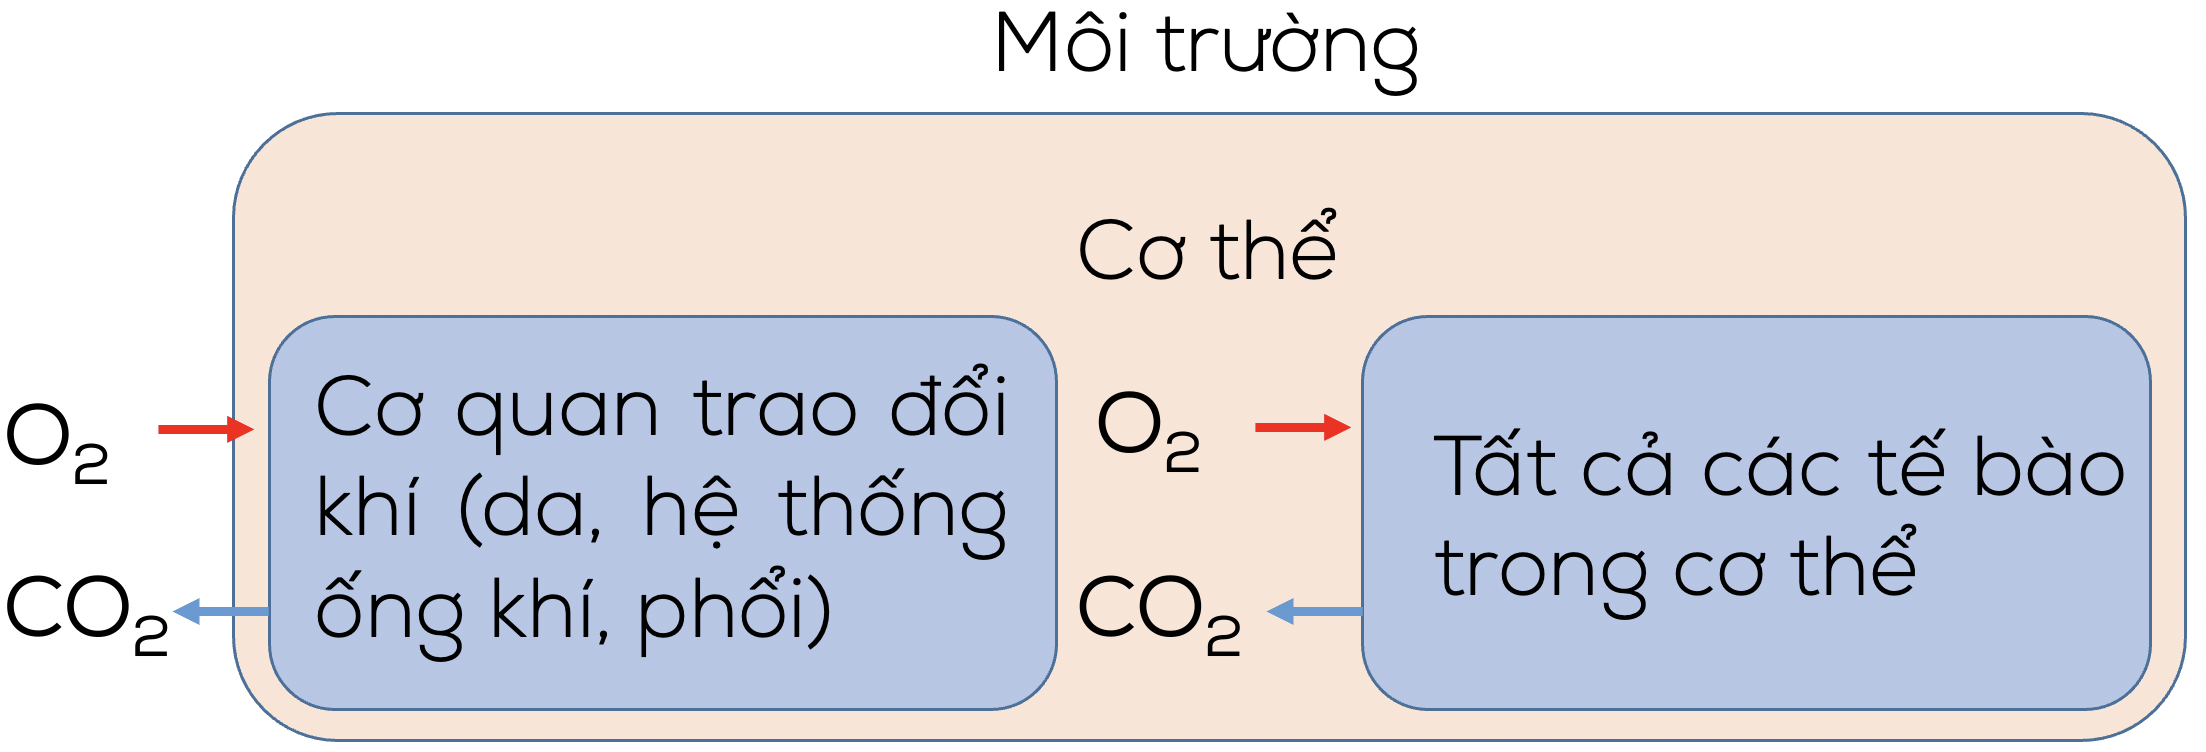 Môi trường
Cơ thể
O₂
Cơ quan trao đổi
khí (da, hệ thống
ống khí, phổi)
CO₂
O₂
CO₂
Tất cả các tế bào
trong cơ thể